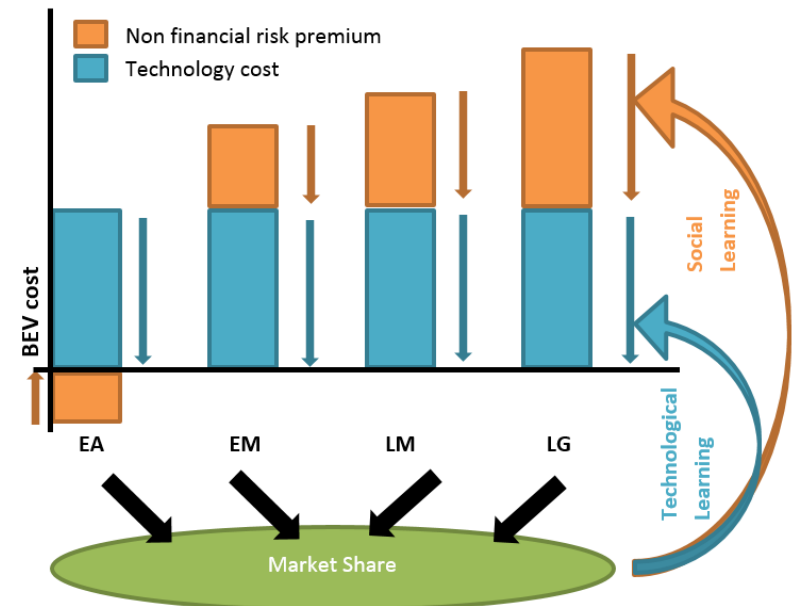 Non financial risk premium
Technology cost
BEV cost
Social
Learning
Technological
Learning
EA
EM
LM
LG
Market Share